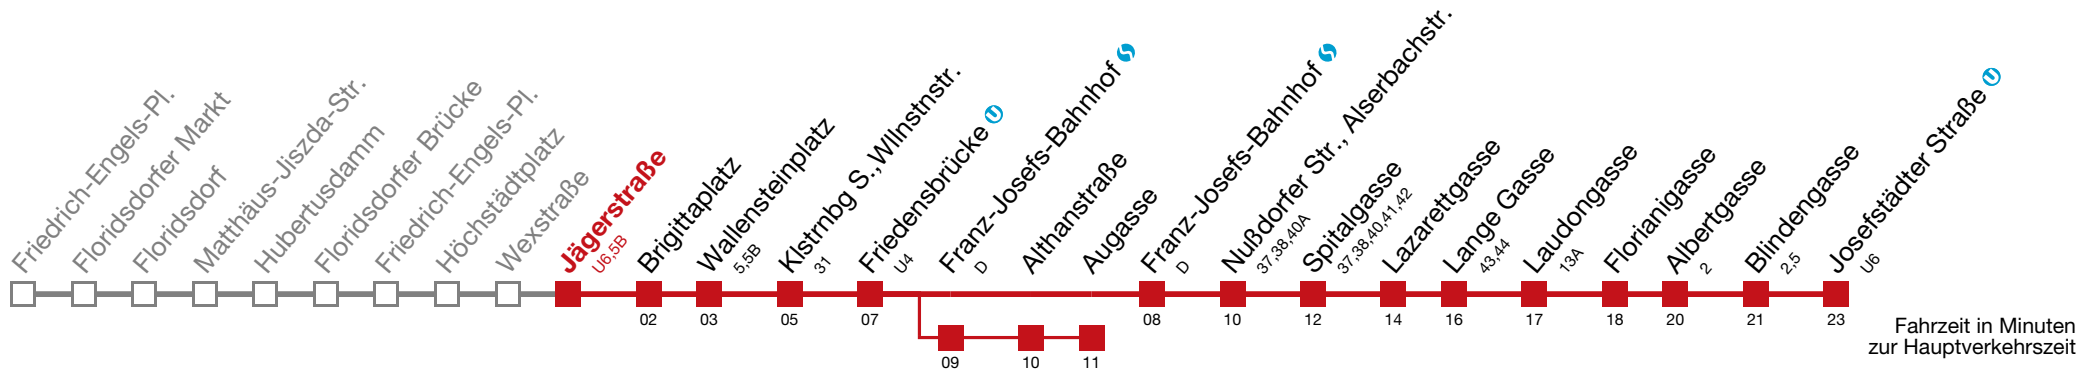 Friedrich-Engels-Pl.
Floridsdorfer Markt
Floridsdorf
Matthäus-Jiszda-Str.
Hubertusdamm
Floridsdorfer Brücke
Friedrich-Engels-Pl.
Höchstädtplatz
Wexstraße
Jägerstraße
U6,5B
Brigittaplatz
Wallensteinplatz
5,5B
Klstrnbg S.,Wllnstnstr.
31
Friedensbrücke U
U4
Franz-Josefs-Bahnhof S
D
Althanstraße
Augasse
Franz-Josefs-Bahnhof S
D
Nußdorfer Str., Alserbachstr.
37,38,40A
Spitalgasse
37,38,40,41,42
Lazarettgasse
Lange Gasse
43,44
Laudongasse
13A
Florianigasse
Albertgasse
2
Blindengasse
2,5
Josefstädter Straße U
U6
02 03 05 07 08 10 12 14 16 17 18 20 21 23
09 10 11
Fahrzeit in Minuten
zur Hauptverkehrszeit